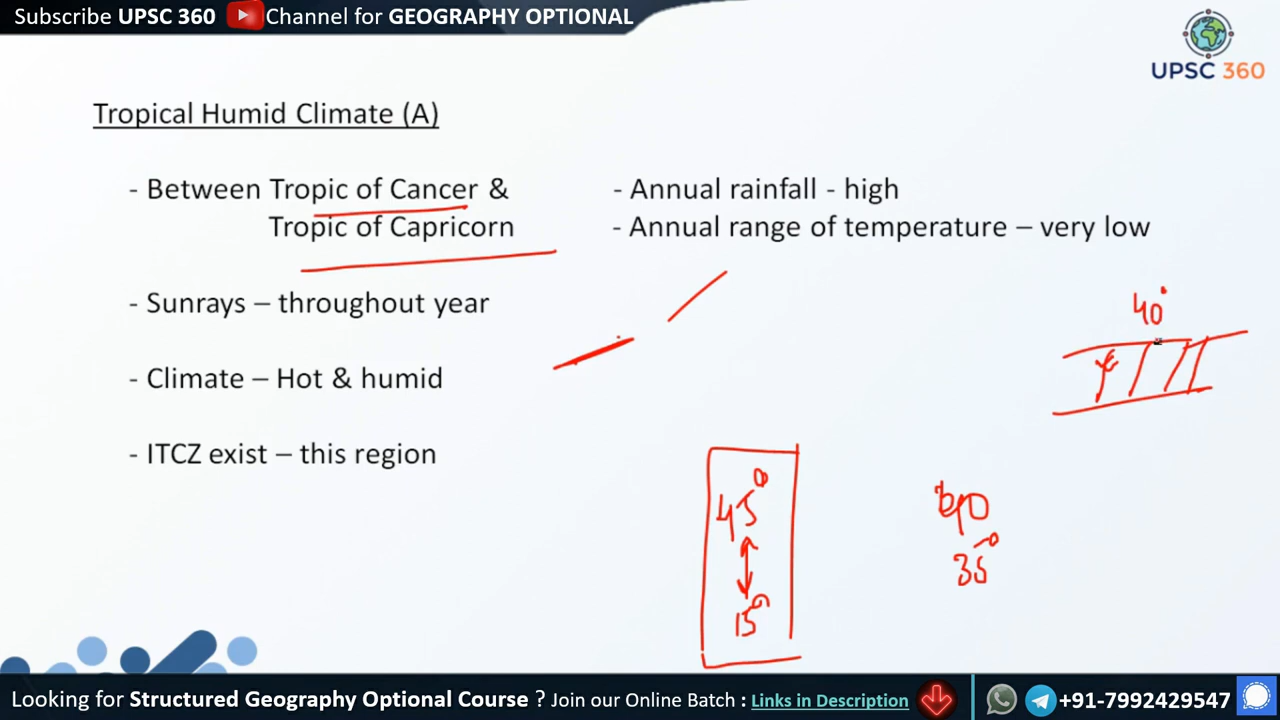 Subscribe UPSC 360 Channel for GEOGRAPHY OPTIONAL
UPSC 360
Tropical Humid Climate (A)
- Between Tropic of Cancer &
Tropic of Capricorn
- Sunrays – throughout year
- Climate – Hot & humid
- ITCZ exist – this region
- Annual rainfall - high
- Annual range of temperature – very low
40°
45°
15°
35°
Looking for Structured Geography Optional Course ? Join our Online Batch : Links in Description
+91-7992429547